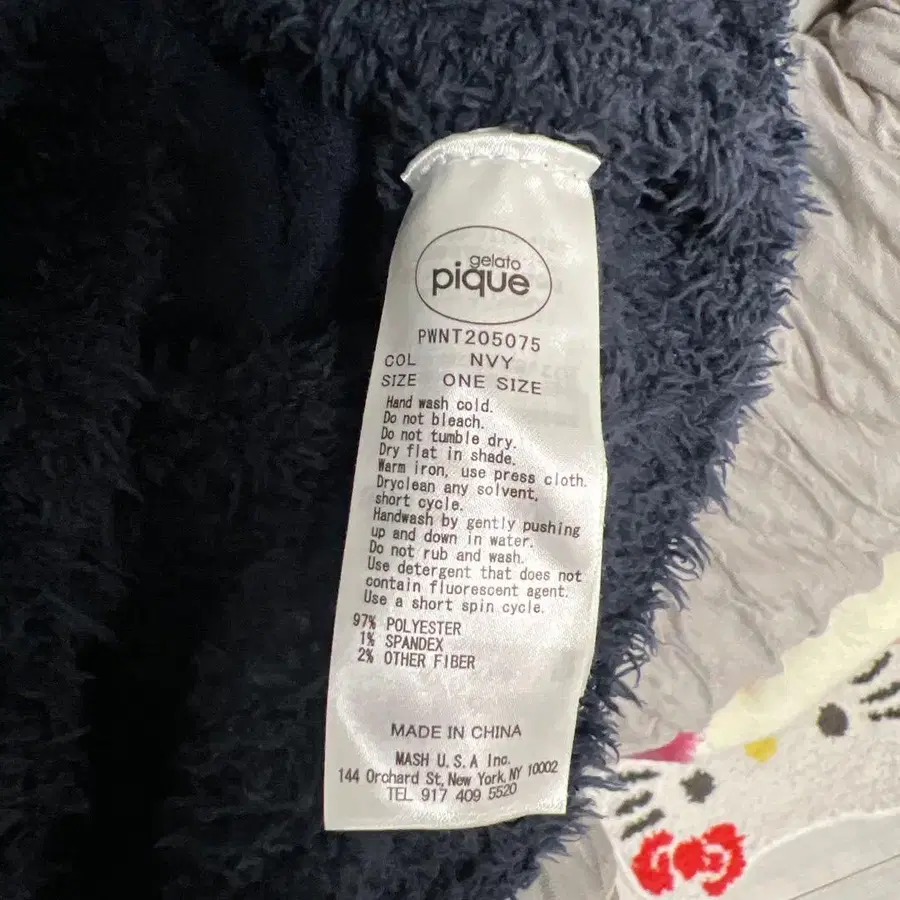 gelato
pique
PWNT205075
COL NVY
SIZE ONE SIZE
Hand wash cold.
Do not bleach.
Do not tumble dry.
Dry flat in shade.
Warm iron, use press cloth.
Dryclean any solvent,
short cycle.
Handwash by gently pushing
up and down in water.
Do not rub and wash.
Use detergent that does not
contain fluorescent agent.
Use a short spin cycle.
97% POLYESTER
1% SPANDEX
2% OTHER FIBER
MADE IN CHINA
MASH U.S.A Inc.
144 Orchard St, New York, NY 10002
TEL 917 409 5520